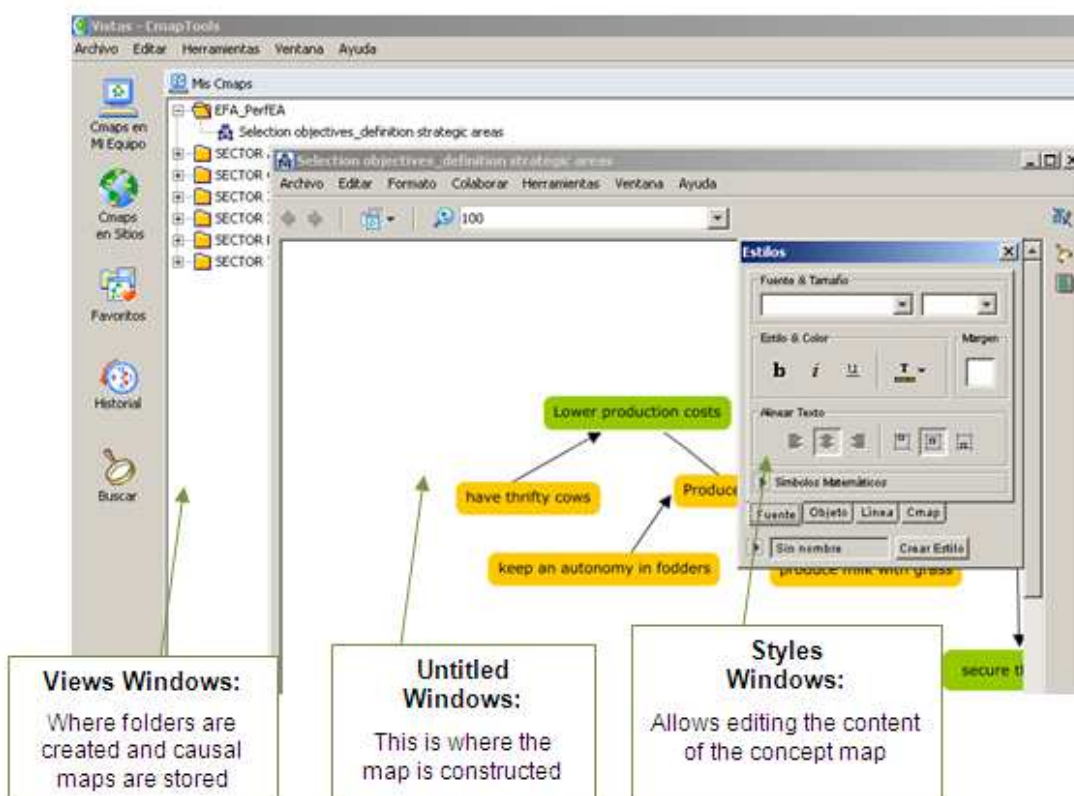 Vistas - CmapTools
Archivo Editar Herramientas Ventana Ayuda
Cmaps en
Mi Equipo
Cmaps
en Sitios
Favoritos
Historial
Buscar
Mis Cmaps
EFA_PerfEA
Selection objectives_definition strategic areas
SECTOR
SECTOR
SECTOR
SECTOR
SECTOR
SECTOR
Selection objectives_definition strategic areas
Archivo Editar Formato Colaborar Herramientas Ventana Ayuda
100
Estilos
Fuente & Tamaño
Estilo & Color
Margen
b i u T
Alinear Texto
Símbolos Matemáticos
Fuente Objeto Línea Cmap
Sin nombre Crear Estilo
Lower production costs
have thrifty cows
Produce
keep an autonomy in fodders
produce milk with grass
secure
Views Windows:
Where folders are
created and causal
maps are stored
Untitled
Windows:
This is where the
map is constructed
Styles
Windows:
Allows editing the content
of the concept map